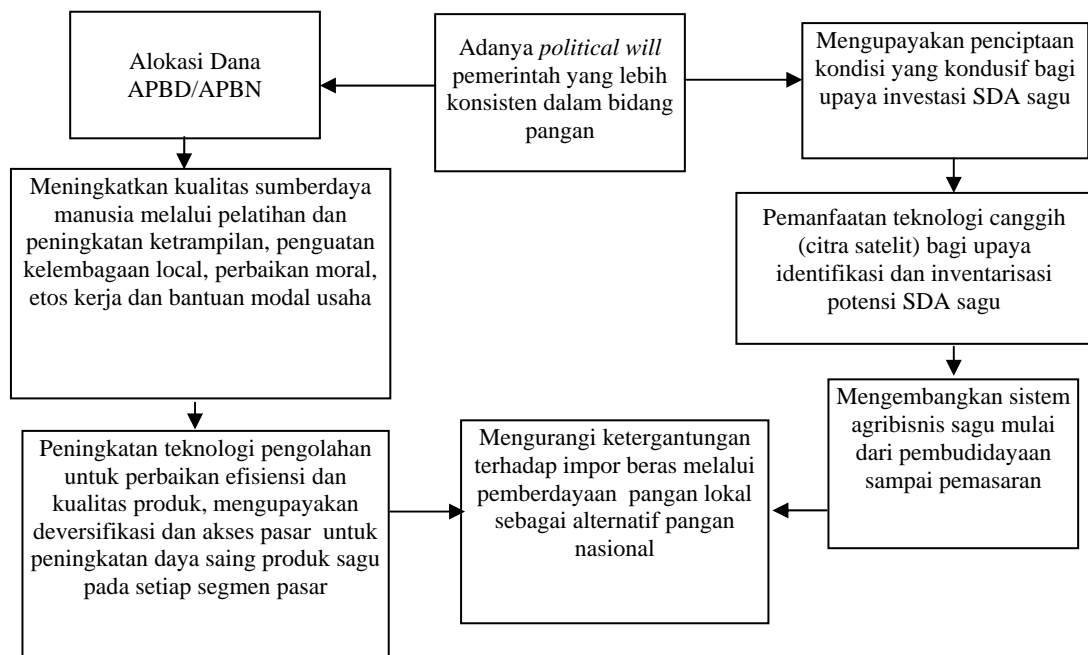 Alokasi Dana
APBD/APBN
Adanya political will
pemerintah yang lebih
konsisten dalam bidang
pangan
Mengupayakan penciptaan
kondisi yang kondusif bagi
upaya investasi SDA sagu
Meningkatkan kualitas sumberdaya
manusia melalui pelatihan dan
peningkatan ketrampilan, penguatan
kelembagaan local, perbaikan moral,
etos kerja dan bantuan modal usaha
Pemanfaatan teknologi canggih
(citra satelit) bagi upaya
identifikasi dan inventarisasi
potensi SDA sagu
Peningkatan teknologi pengolahan
untuk perbaikan efisiensi dan
kualitas produk, mengupayakan
deversifikasi dan akses pasar untuk
peningkatan daya saing produk sagu
pada setiap segmen pasar
Mengurangi ketergantungan
terhadap impor beras melalui
pemberdayaan pangan lokal
sebagai alternatif pangan
nasional
Mengembangkan sistem
agribisnis sagu mulai
dari pembudidayaan
sampai pemasaran